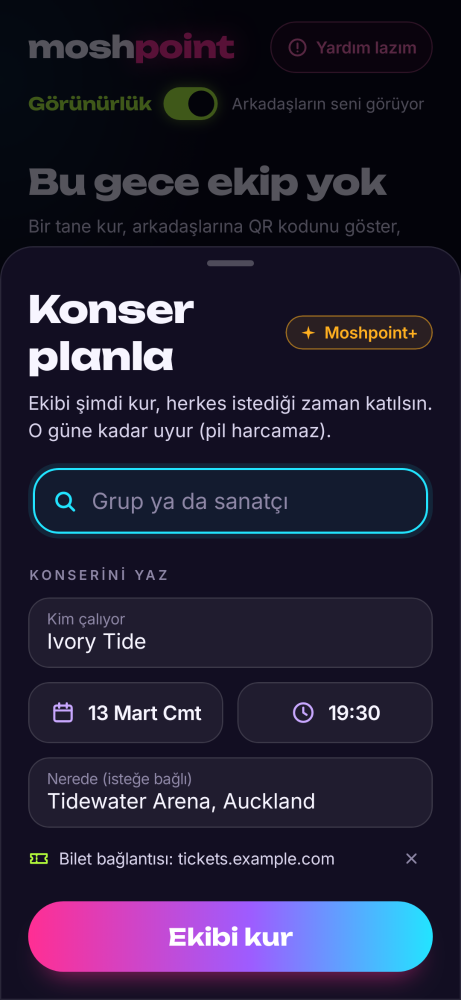 moshpoint
Yardım lazım
Görünürlük
Arkadaşların seni görüyor
Bu gece ekip yok
Bir tane kur, arkadaşlarına QR kodunu göster,
Konser
planla
Moshpoint+
Ekibi şimdi kur, herkes istediği zaman katılsın.
O güne kadar uyur (pil harcamaz).
Grup ya da sanatçı
KONSERİNİ YAZ
Kim çalıyor
Ivory Tide
13 Mart Cmt
19:30
Nerede (isteğe bağlı)
Tidewater Arena, Auckland
Bilet bağlantısı: tickets.example.com
Ekibi kur